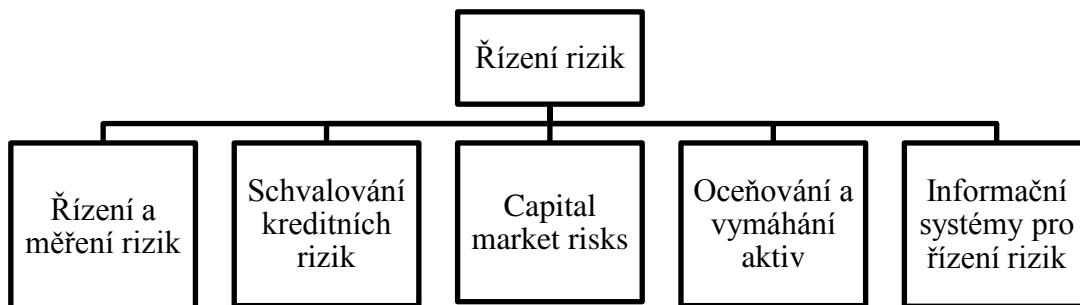 Řízení rizik
Řízení a
měření rizik
Schvalování
kreditních
rizik
Capital
market risks
Oceňování a
vymáhání
aktiv
Informační
systémy pro
řízení rizik